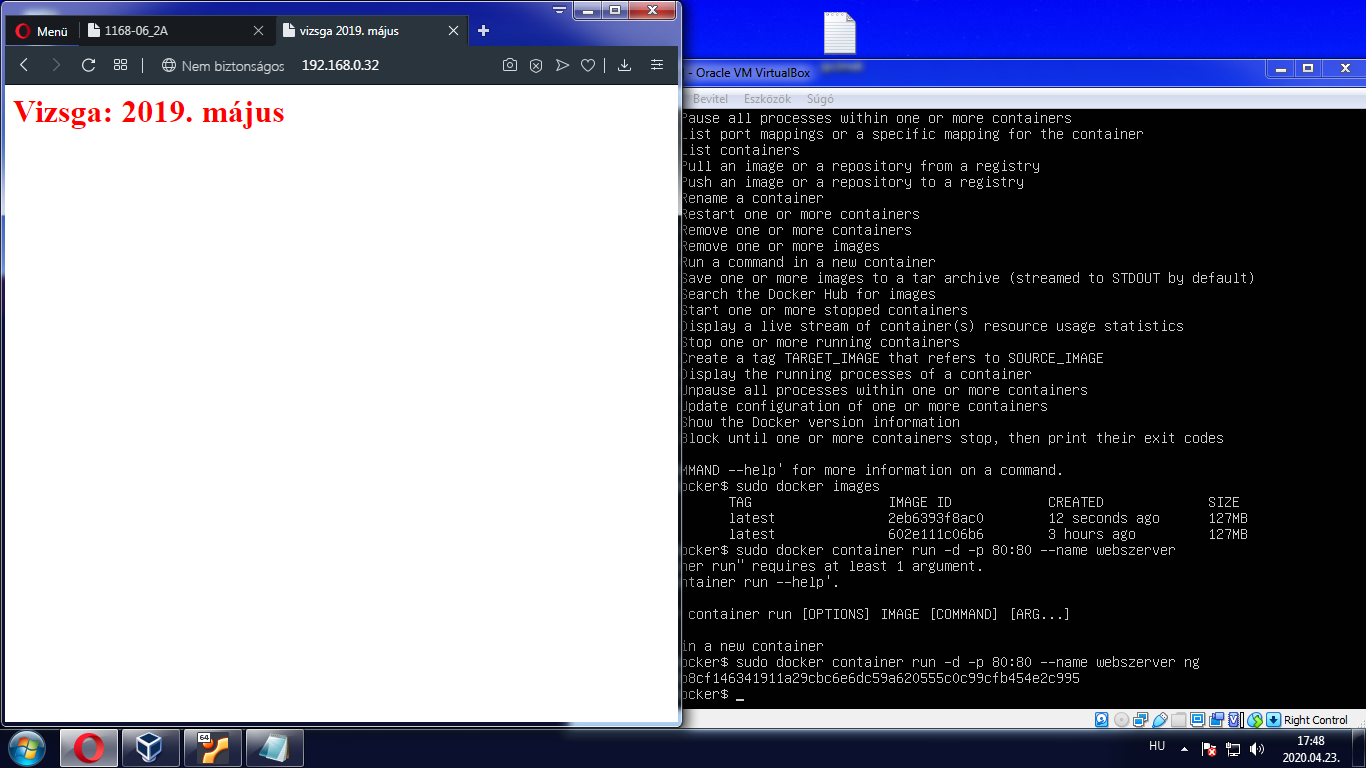 Menü
1168-06_2A
vizsga 2019. május
Nem biztonságos 192.168.0.32
Vizsga: 2019. május
- Oracle VM VirtualBox
Bevitel Eszközök Súgó
Pause all processes within one or more containers
List port mappings or a specific mapping for the container
List containers
Pull an image or a repository from a registry
Push an image or a repository to a registry
Rename a container
Restart one or more containers
Remove one or more containers
Remove one or more images
Run a command in a new container
Save one or more images to a tar archive (streamed to STDOUT by default)
Search the Docker Hub for images
Start one or more stopped containers
Display a live stream of container(s) resource usage statistics
Stop one or more running containers
Create a tag TARGET_IMAGE that refers to SOURCE_IMAGE
Display the running processes of a container
Unpause all processes within one or more containers
Update configuration of one or more containers
Show the Docker version information
Block until one or more containers stop, then print their exit codes
MMAND --help' for more information on a command.
ocker$ sudo docker images
TAG IMAGE ID CREATED SIZE
latest 2eb6393f8ac0 12 seconds ago 127MB
latest 602e111c06b6 3 hours ago 127MB
ocker$ sudo docker container run -d -p 80:80 --name webszerver
ner run" requires at least 1 argument.
ntainer run --help'.
container run [OPTIONS] IMAGE [COMMAND] [ARG...]
in a new container
ocker$ sudo docker container run -d -p 80:80 --name webszerver ng
b8cf146341911a29cbc6e6dc59a620555c0c99cfb454e2c995
ocker$ _
Right Control
64
HU
17:48
2020.04.23.